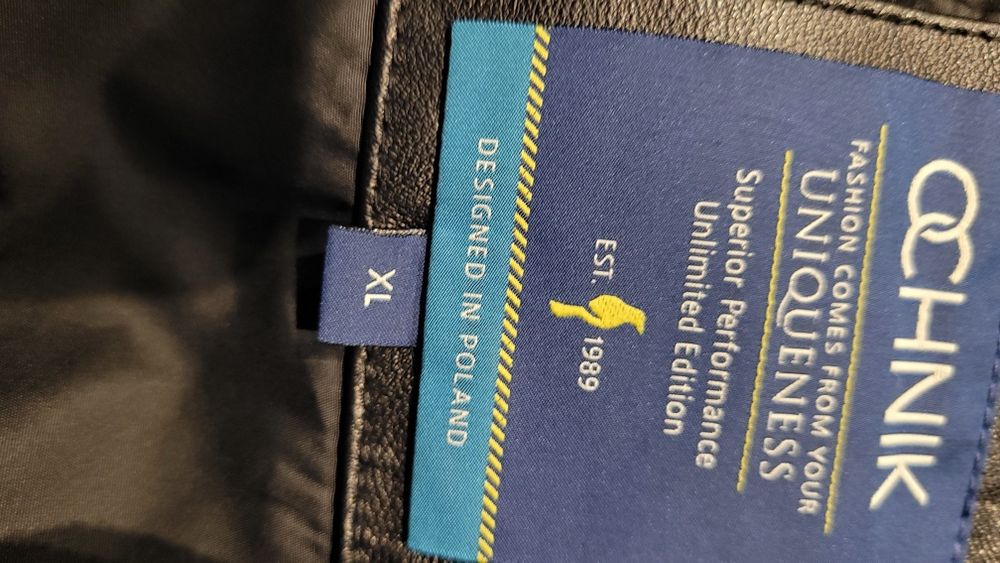 OCHNIK
FASHION COMES FROM YOUR
UNiQUENESS
Superior Performance
Unlimited Edition
EST. 1989
DESIGNED IN POLAND
XL